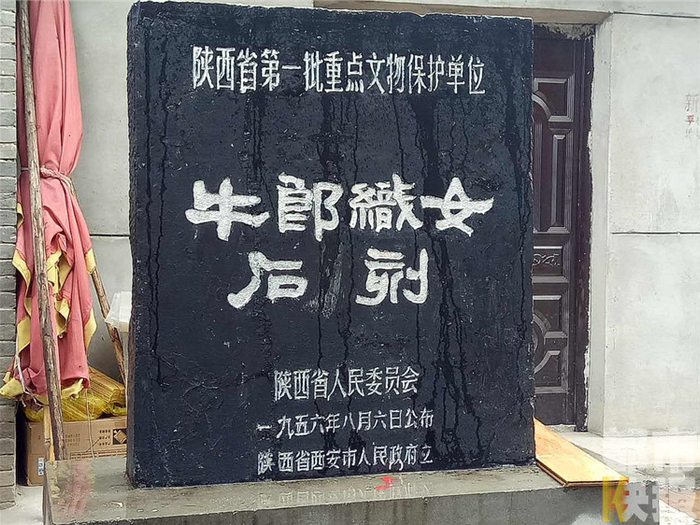 陕西省第一批重点文物保护单位
牛郎織女
石刻
陕西省人民委员会
一九五六年八月六日公布
陕西省西安市人民政府立